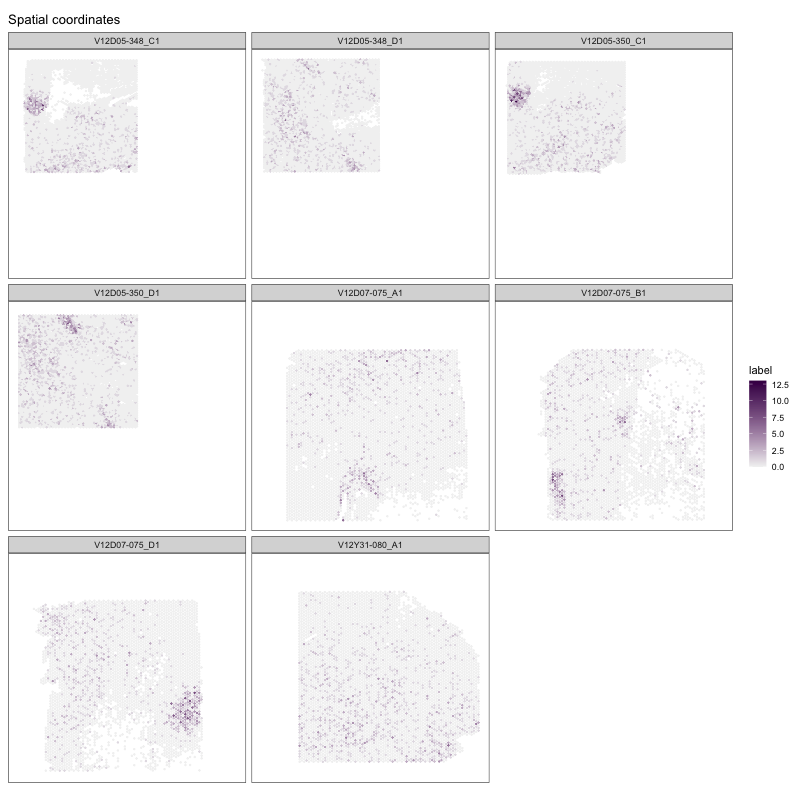 Spatial coordinates
V12D05-348_C1
V12D05-348_D1
V12D05-350_C1
V12D05-350_D1
V12D07-075_A1
V12D07-075_B1
label
12.5
10.0
7.5
5.0
2.5
0.0
V12D07-075_D1
V12Y31-080_A1